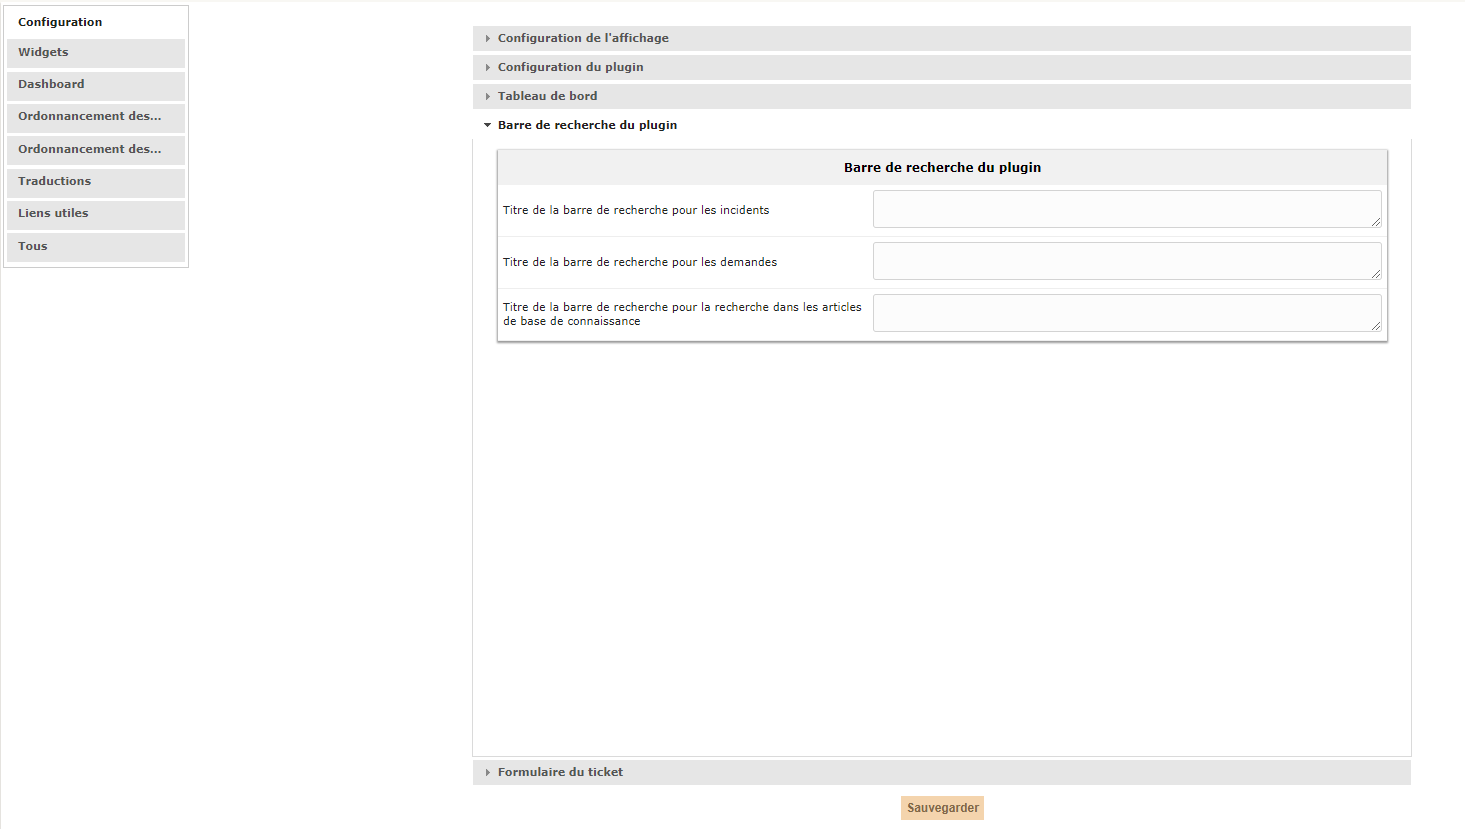 Configuration
Widgets
Dashboard
Ordonnancement des...
Ordonnancement des...
Traductions
Liens utiles
Tous
Configuration de l'affichage
Configuration du plugin
Tableau de bord
Barre de recherche du plugin
Barre de recherche du plugin
Titre de la barre de recherche pour les incidents
Titre de la barre de recherche pour les demandes
Titre de la barre de recherche pour la recherche dans les articles
de base de connaissance
Formulaire du ticket
Sauvegarder